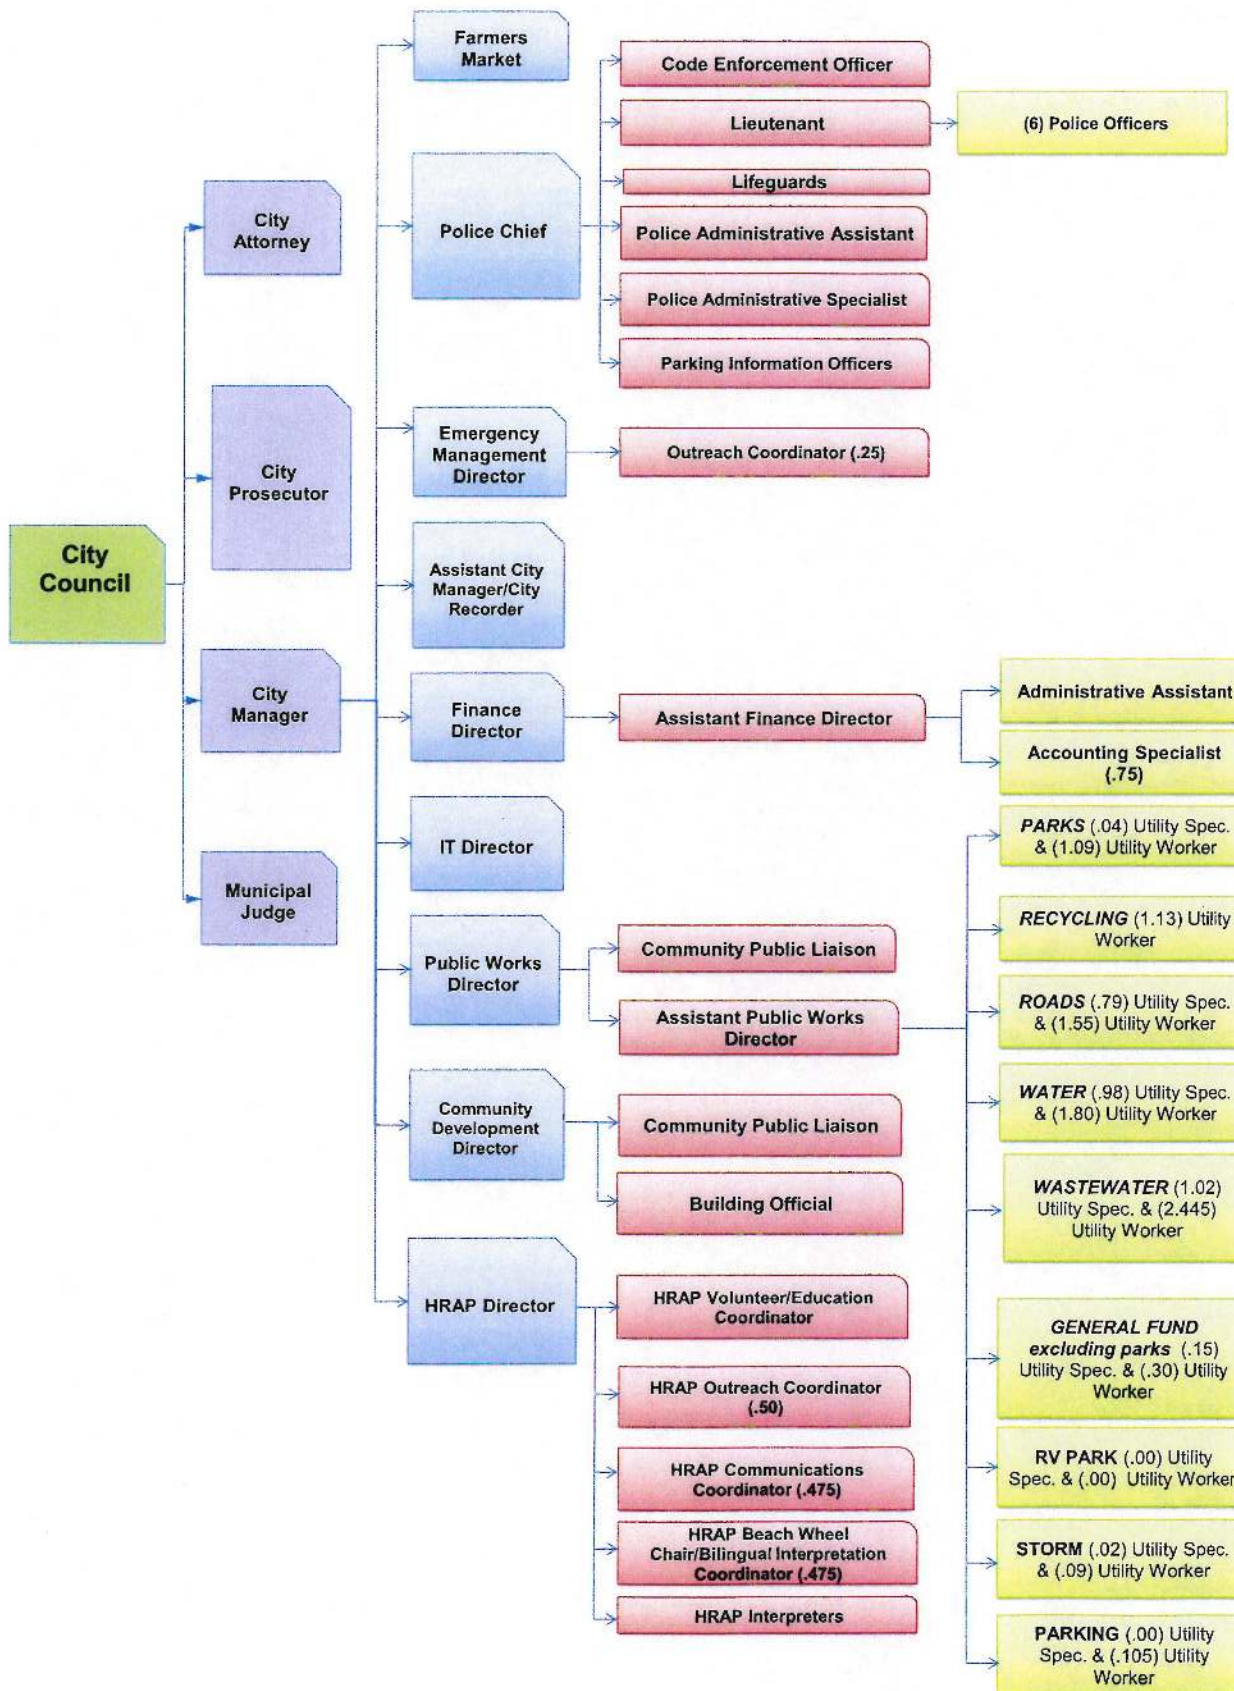 City
Council
City
Attorney
City
Prosecutor
City
Manager
Municipal
Judge
Farmers
Market
Police Chief
Emergency
Management
Director
Assistant City
Manager/City
Recorder
Finance
Director
IT Director
Public Works
Director
Community
Development
Director
HRAP Director
Code Enforcement Officer
Lieutenant
Lifeguards
Police Administrative Assistant
Police Administrative Specialist
Parking Information Officers
Outreach Coordinator (.25)
Assistant Finance Director
Community Public Liaison
Assistant Public Works
Director
Community Public Liaison
Building Official
HRAP Volunteer/Education
Coordinator
HRAP Outreach Coordinator
(.50)
HRAP Communications
Coordinator (.475)
HRAP Beach Wheel
Chair/Bilingual Interpretation
Coordinator (.475)
HRAP Interpreters
(6) Police Officers
Administrative Assistant
Accounting Specialist
(.75)
PARKS (.04) Utility Spec.
& (1.09) Utility Worker
RECYCLING (1.13) Utility
Worker
ROADS (.79) Utility Spec.
& (1.55) Utility Worker
WATER (.98) Utility Spec.
& (1.80) Utility Worker
WASTEWATER (1.02)
Utility Spec. & (2.445)
Utility Worker
GENERAL FUND
excluding parks (.15)
Utility Spec. & (.30) Utility
Worker
RV PARK (.00) Utility
Spec. & (.00) Utility Worker
STORM (.02) Utility Spec.
& (.09) Utility Worker
PARKING (.00) Utility
Spec. & (.105) Utility
Worker